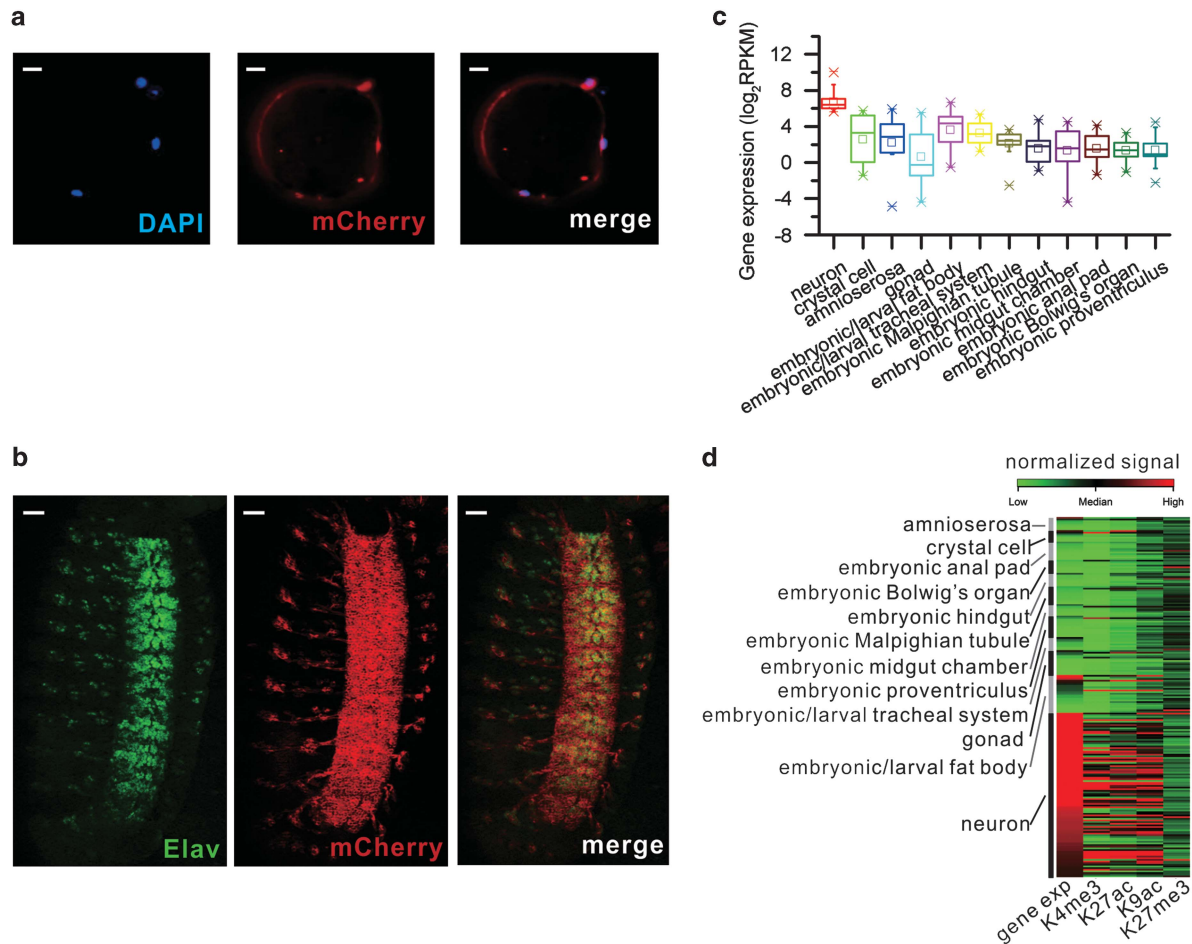 a
DAPI
mCherry
merge
b
Elav
mCherry
merge
c
Gene expression (log2RPKM)
12
8
4
0
-4
-8
neuron
crystal cell
amnioserosa
gonad
embryonic/larval fat body
embryonic/larval tracheal system
embryonic Malpighian tubule
embryonic hindgut
embryonic midgut chamber
embryonic anal pad
embryonic Bolwig's organ
embryonic proventriculus
d
normalized signal
Low Median High
amnioserosa
crystal cell
embryonic anal pad
embryonic Bolwig's organ
embryonic hindgut
embryonic Malpighian tubule
embryonic midgut chamber
embryonic proventriculus
embryonic/larval tracheal system
gonad
embryonic/larval fat body
neuron
gene exp
K4me3
K27ac
K9ac
K27me3